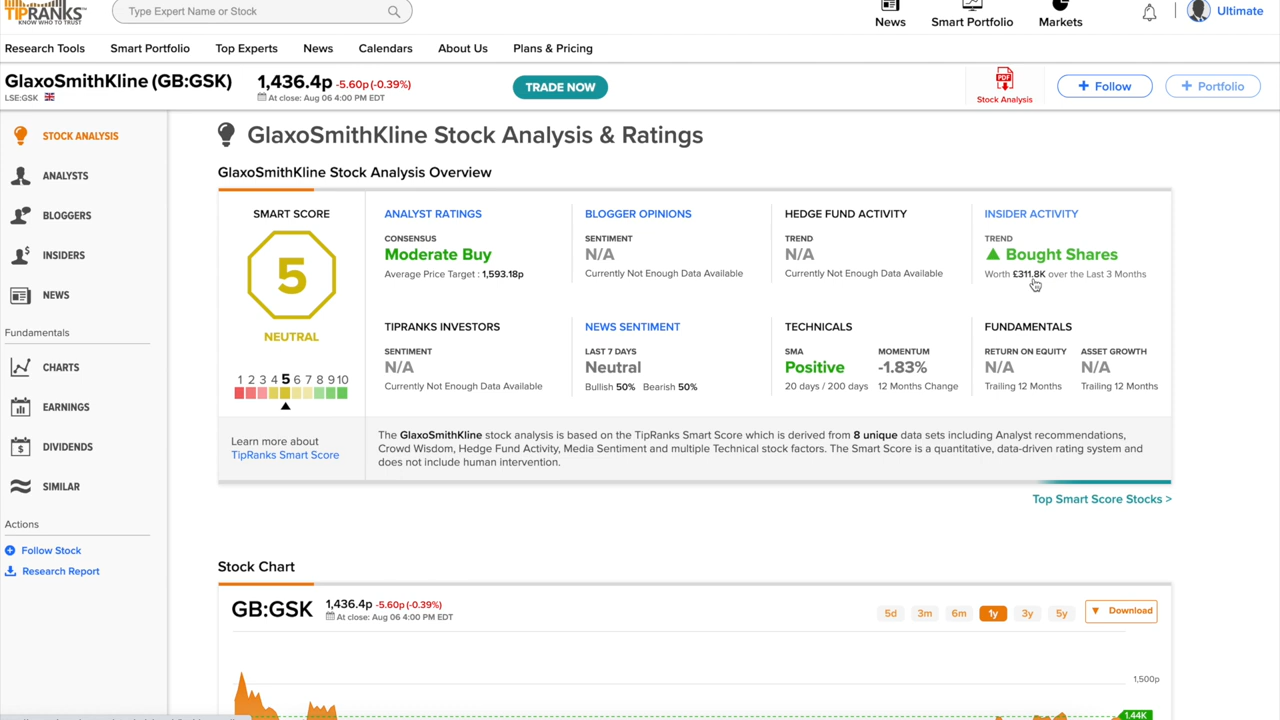 TIPRANKS
KNOW WHO TO TRUST
Type Expert Name or Stock
News
Smart Portfolio
Markets
Ultimate
Research Tools
Smart Portfolio
Top Experts
News
Calendars
About Us
Plans & Pricing
GlaxoSmithKline (GB:GSK)
LSE:GSK
1,436.4p -5.60p (-0.39%)
At close: Aug 06 4:00 PM EDT
TRADE NOW
PDF
Stock Analysis
+ Follow
+ Portfolio
STOCK ANALYSIS
ANALYSTS
BLOGGERS
INSIDERS
NEWS
Fundamentals
CHARTS
EARNINGS
DIVIDENDS
SIMILAR
Actions
Follow Stock
Research Report
GlaxoSmithKline Stock Analysis & Ratings
GlaxoSmithKline Stock Analysis Overview
SMART SCORE
5
NEUTRAL
1 2 3 4 5 6 7 8 9 10
Learn more about
TipRanks Smart Score
ANALYST RATINGS
CONSENSUS
Moderate Buy
Average Price Target : 1,593.18p
BLOGGER OPINIONS
SENTIMENT
N/A
Currently Not Enough Data Available
HEDGE FUND ACTIVITY
TREND
N/A
Currently Not Enough Data Available
INSIDER ACTIVITY
TREND
Bought Shares
Worth £311.8K over the Last 3 Months
TIPRANKS INVESTORS
SENTIMENT
N/A
Currently Not Enough Data Available
NEWS SENTIMENT
LAST 7 DAYS
Neutral
Bullish 50% Bearish 50%
TECHNICALS
SMA
Positive
20 days / 200 days
MOMENTUM
-1.83%
12 Months Change
FUNDAMENTALS
RETURN ON EQUITY
N/A
Trailing 12 Months
ASSET GROWTH
N/A
Trailing 12 Months
The GlaxoSmithKline stock analysis is based on the TipRanks Smart Score which is derived from 8 unique data sets including Analyst recommendations,
Crowd Wisdom, Hedge Fund Activity, Media Sentiment and multiple Technical stock factors. The Smart Score is a quantitative, data-driven rating system and
does not include human intervention.
Top Smart Score Stocks >
Stock Chart
GB:GSK
1,436.4p -5.60p (-0.39%)
At close: Aug 06 4:00 PM EDT
5d
3m
6m
1y
3y
5y
Download
1,500p
1.44K